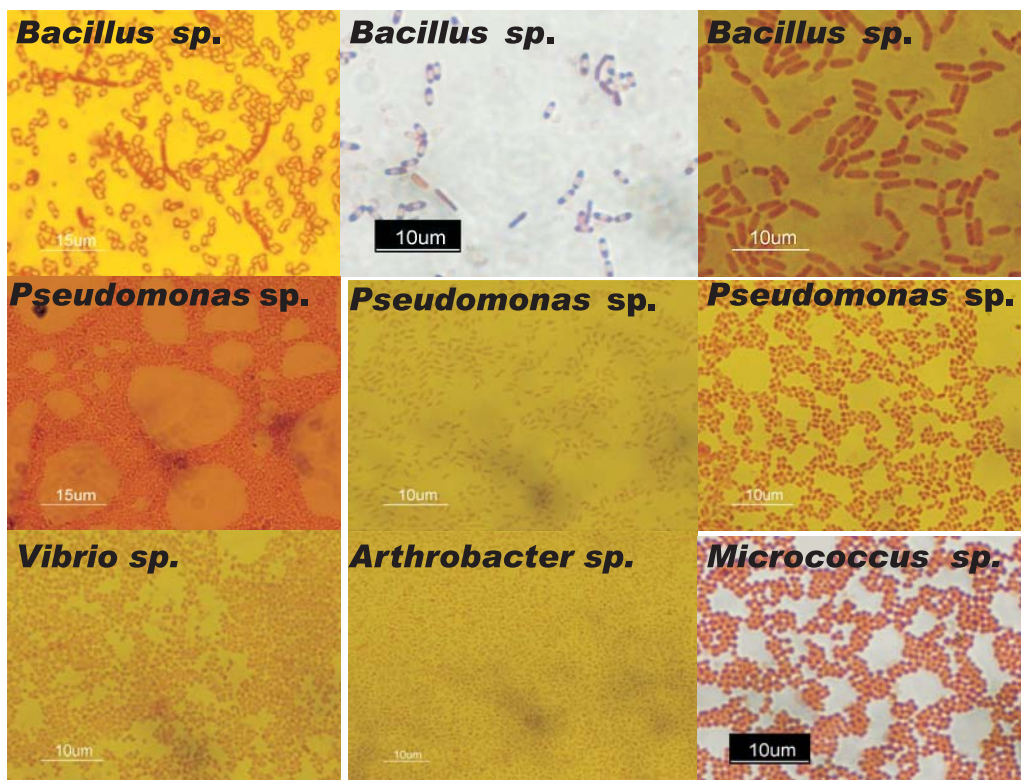 Bacillus sp.
Bacillus sp.
Bacillus sp.
15um
10um
10um
Pseudomonas sp.
Pseudomonas sp.
Pseudomonas sp.
15um
10um
10um
Vibrio sp.
Arthrobacter sp.
Micrococcus sp.
10um
10um
10um